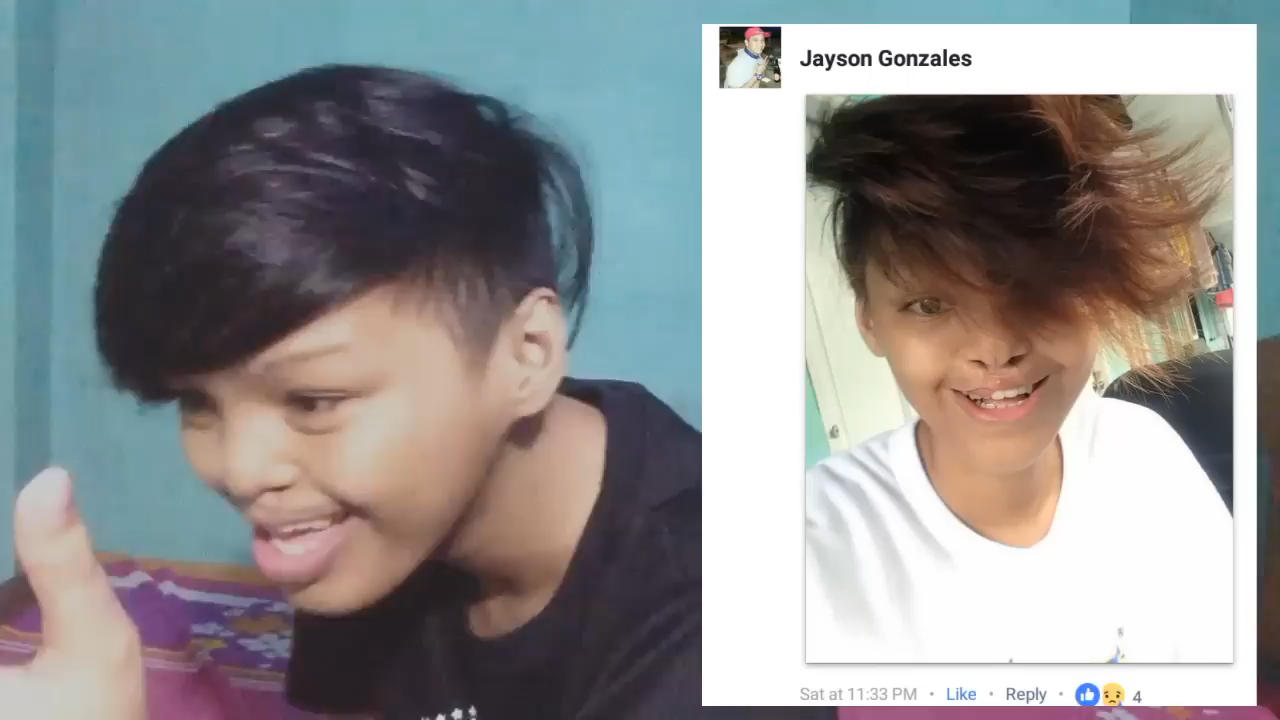 Jayson Gonzales
Sat at 11:33 PM • Like • Reply • 4